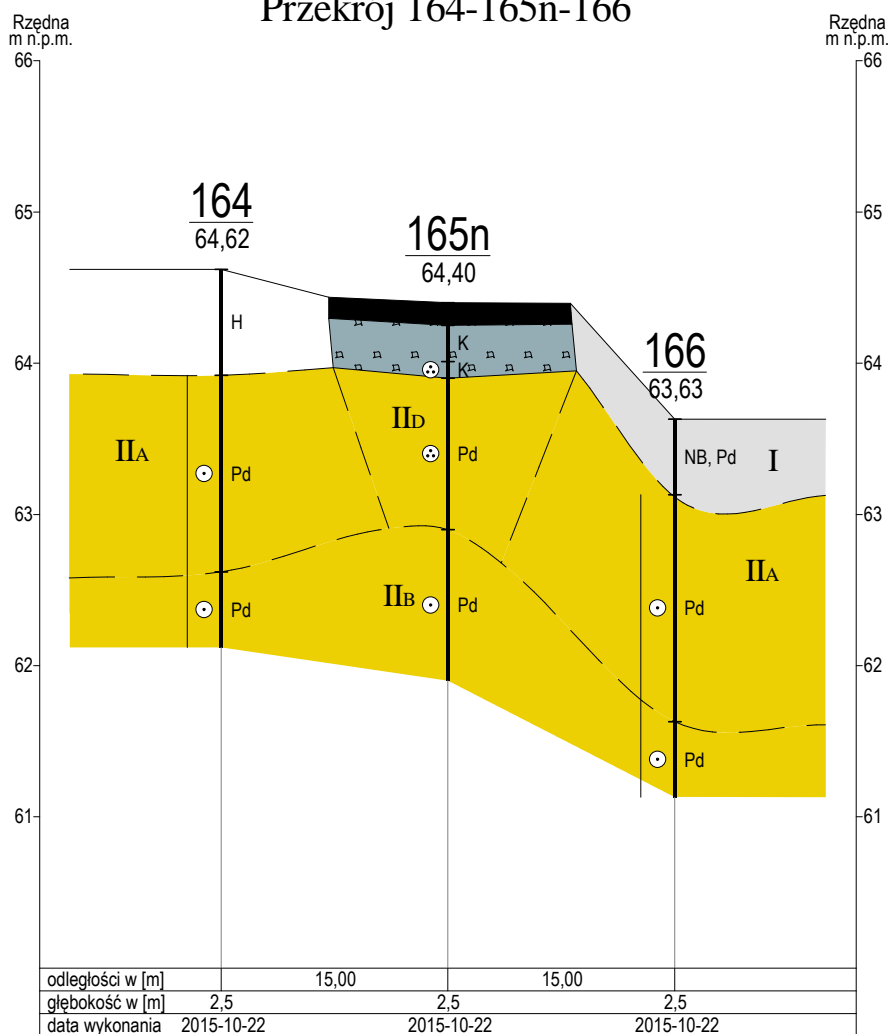 Przekrój 164-165n-166
Rzędna
m n.p.m.
Rzędna
m n.p.m.
66
66
65
65
164
64,62
165n
64,40
H
K
K
64
64
166
63,63
IID
IIA
Pd
Pd
NB, Pd
I
63
63
IIA
IIB
Pd
Pd
Pd
62
62
Pd
61
61
odległości w [m] 15,00 15,00
głębokość w [m] 2,5 2,5 2,5
data wykonania 2015-10-22 2015-10-22 2015-10-22